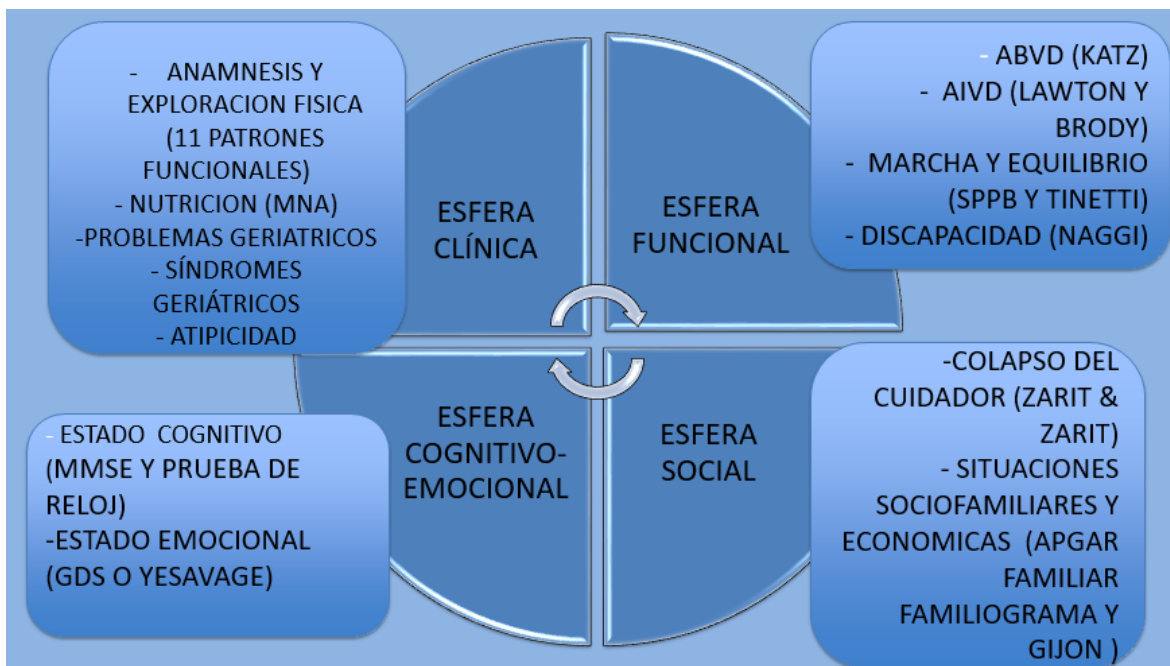 - ANAMNESIS Y
EXPLORACION FISICA
(11 PATRONES
FUNCIONALES)
- NUTRICION (MNA)
-PROBLEMAS GERIATRICOS
- SÍNDROMES
GERIÁTRICOS
- ATIPICIDAD
ESFERA
CLÍNICA
ESFERA
FUNCIONAL
- ABVD (KATZ)
- AIVD (LAWTON Y
BRODY)
- MARCHA Y EQUILIBRIO
(SPPB Y TINETTI)
- DISCAPACIDAD (NAGGI)
- ESTADO COGNITIVO
(MMSE Y PRUEBA DE
RELOJ)
-ESTADO EMOCIONAL
(GDS O YESAVAGE)
ESFERA
COGNITIVO-
EMOCIONAL
ESFERA
SOCIAL
-COLAPSO DEL
CUIDADOR (ZARIT &
ZARIT)
- SITUACIONES
SOCIOFAMILIARES Y
ECONOMICAS (APGAR
FAMILIAR
FAMILIOGRAMA Y
GIJON )